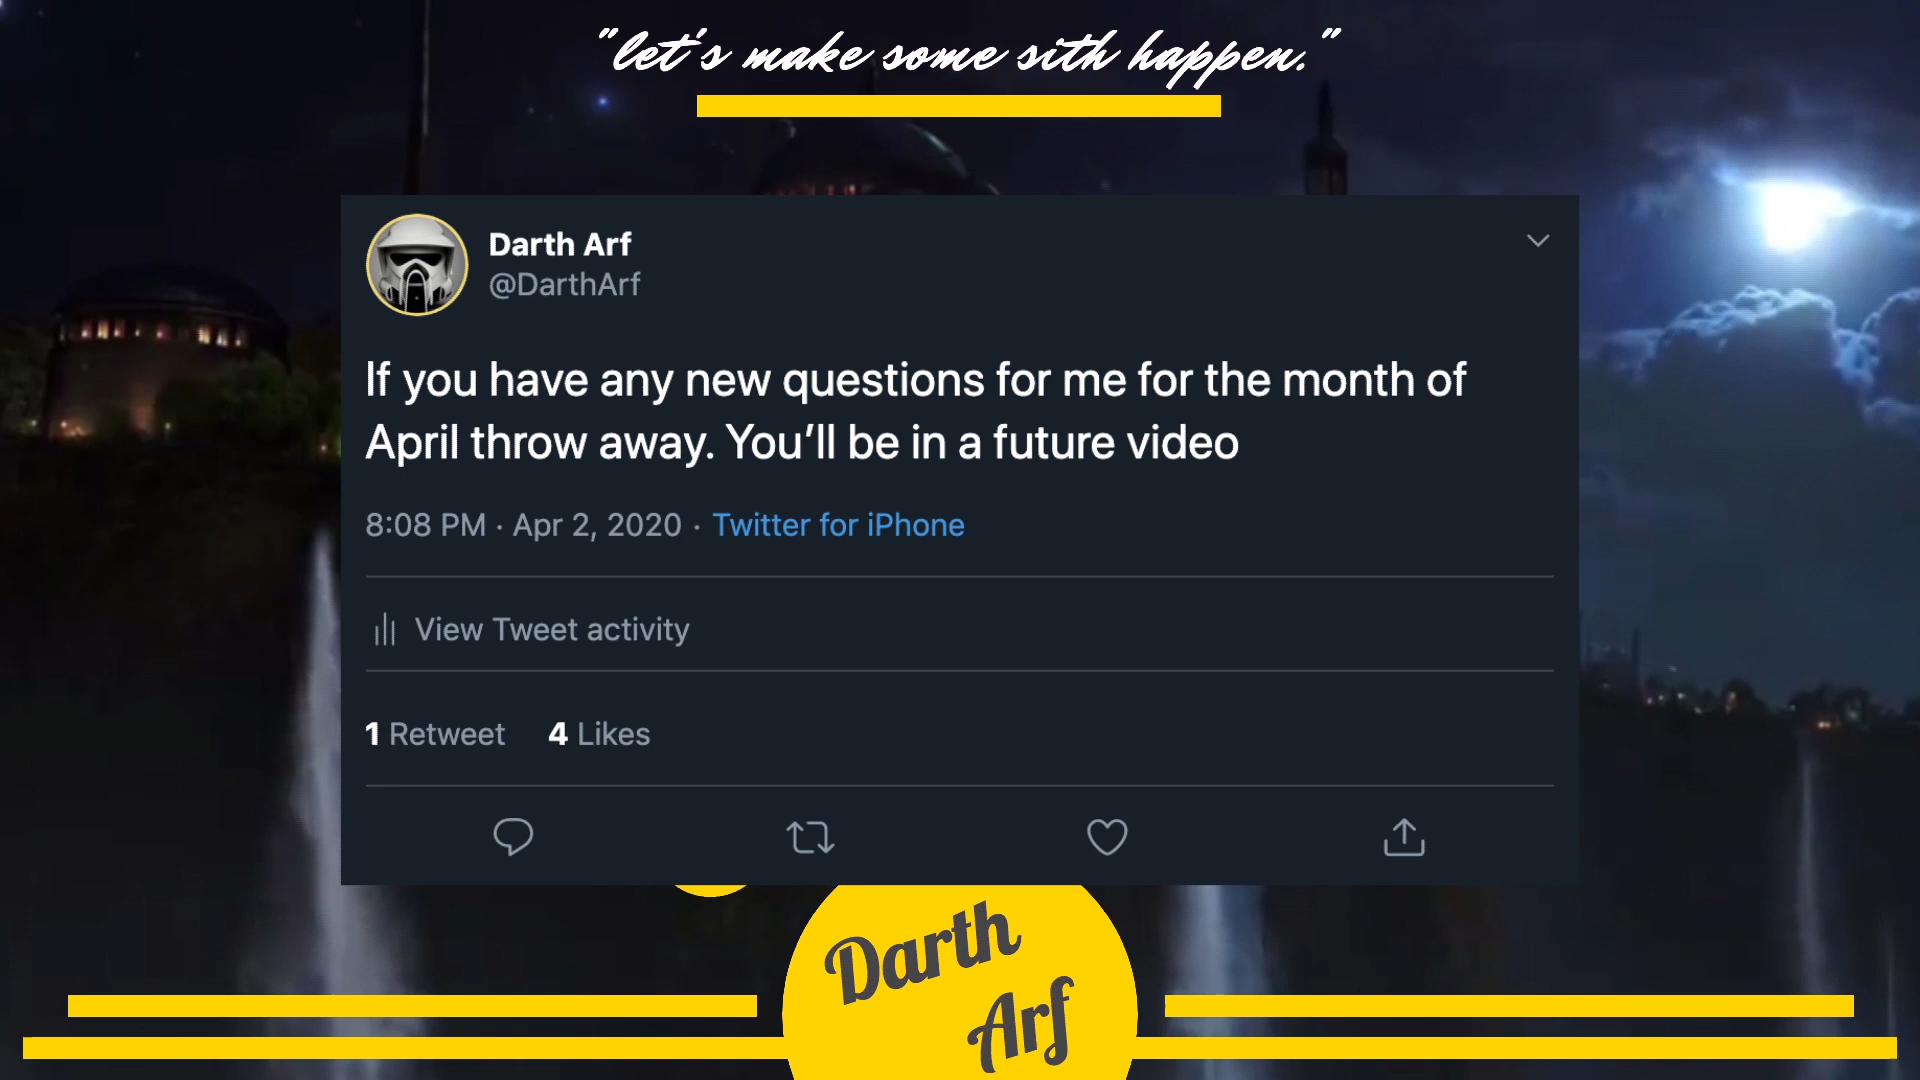 "let's make some sith happen."
Darth Arf
@DarthArf
If you have any new questions for me for the month of
April throw away. You’ll be in a future video
8:08 PM · Apr 2, 2020 · Twitter for iPhone
View Tweet activity
1 Retweet 4 Likes
Darth
Arf